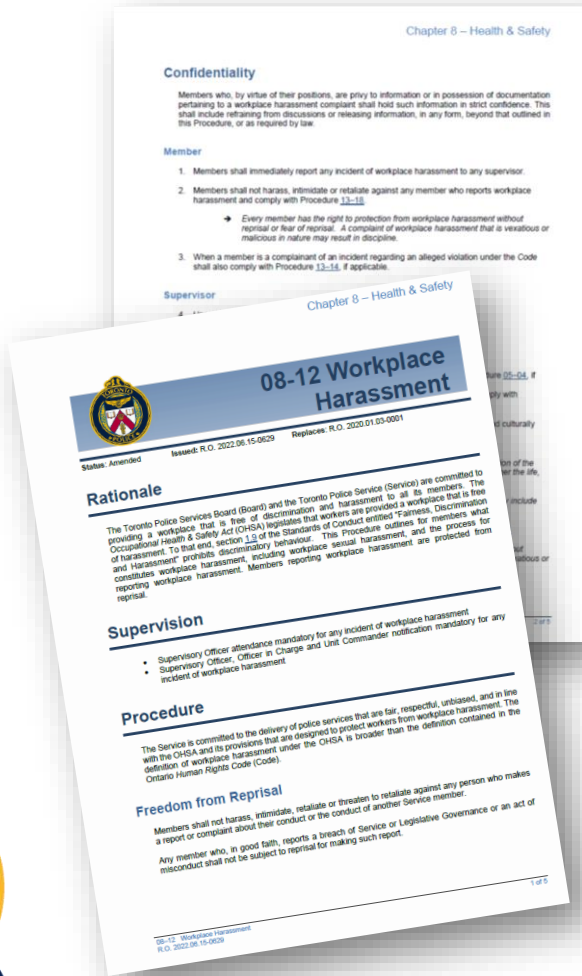 Chapter 8 – Health & Safety
Confidentiality
Members who, by virtue of their positions, are privy to information or in possession of documentation
pertaining to a workplace harassment complaint shall hold such information in strict confidence. This
shall include refraining from discussions or releasing information, in any form, beyond that outlined in
this Procedure, or as required by law.
Member
1. Members shall immediately report any incident of workplace harassment to any supervisor.
2. Members shall not harass, intimidate or retaliate against any member who reports workplace
harassment and comply with Procedure 13–18.
➔ Every member has the right to protection from workplace harassment without
reprisal or fear of reprisal. A complaint of workplace harassment that is vexatious or
malicious in nature may result in discipline.
3. When a member is a complainant of an incident regarding an alleged violation under the Code
shall also comply with Procedure 13–14, if applicable.
Supervisor
05–04, if
ply with
d culturally
on of the
er the life,
include
atious or
2 of 5
Chapter 8 – Health & Safety
TORONTO
POLICE
08-12 Workplace
Harassment
Status: Amended Issued: R.O. 2022.06.15-0629 Replaces: R.O. 2020.01.03-0001
Rationale
The Toronto Police Services Board (Board) and the Toronto Police Service (Service) are committed to
providing a workplace that is free of discrimination and harassment to all its members. The
Occupational Health & Safety Act (OHSA) legislates that workers are provided a workplace that is free
of harassment. To that end, section 1.9 of the Standards of Conduct entitled "Fairness, Discrimination
and Harassment" prohibits discriminatory behaviour. This Procedure outlines for members what
constitutes workplace harassment, including workplace sexual harassment, and the process for
reporting workplace harassment. Members reporting workplace harassment are protected from
reprisal.
Supervision
• Supervisory Officer attendance mandatory for any incident of workplace harassment
• Supervisory Officer, Officer in Charge and Unit Commander notification mandatory for any
incident of workplace harassment
Procedure
The Service is committed to the delivery of police services that are fair, respectful, unbiased, and in line
with the OHSA and its provisions that are designed to protect workers from workplace harassment. The
definition of workplace harassment under the OHSA is broader than the definition contained in the
Ontario Human Rights Code (Code).
Freedom from Reprisal
Members shall not harass, intimidate, retaliate or threaten to retaliate against any person who makes
a report or complaint about their conduct or the conduct of another Service member.
Any member who, in good faith, reports a breach of Service or Legislative Governance or an act of
misconduct shall not be subject to reprisal for making such report.
08–12 Workplace Harassment
R.O. 2022.06.15-0629
1 of 5